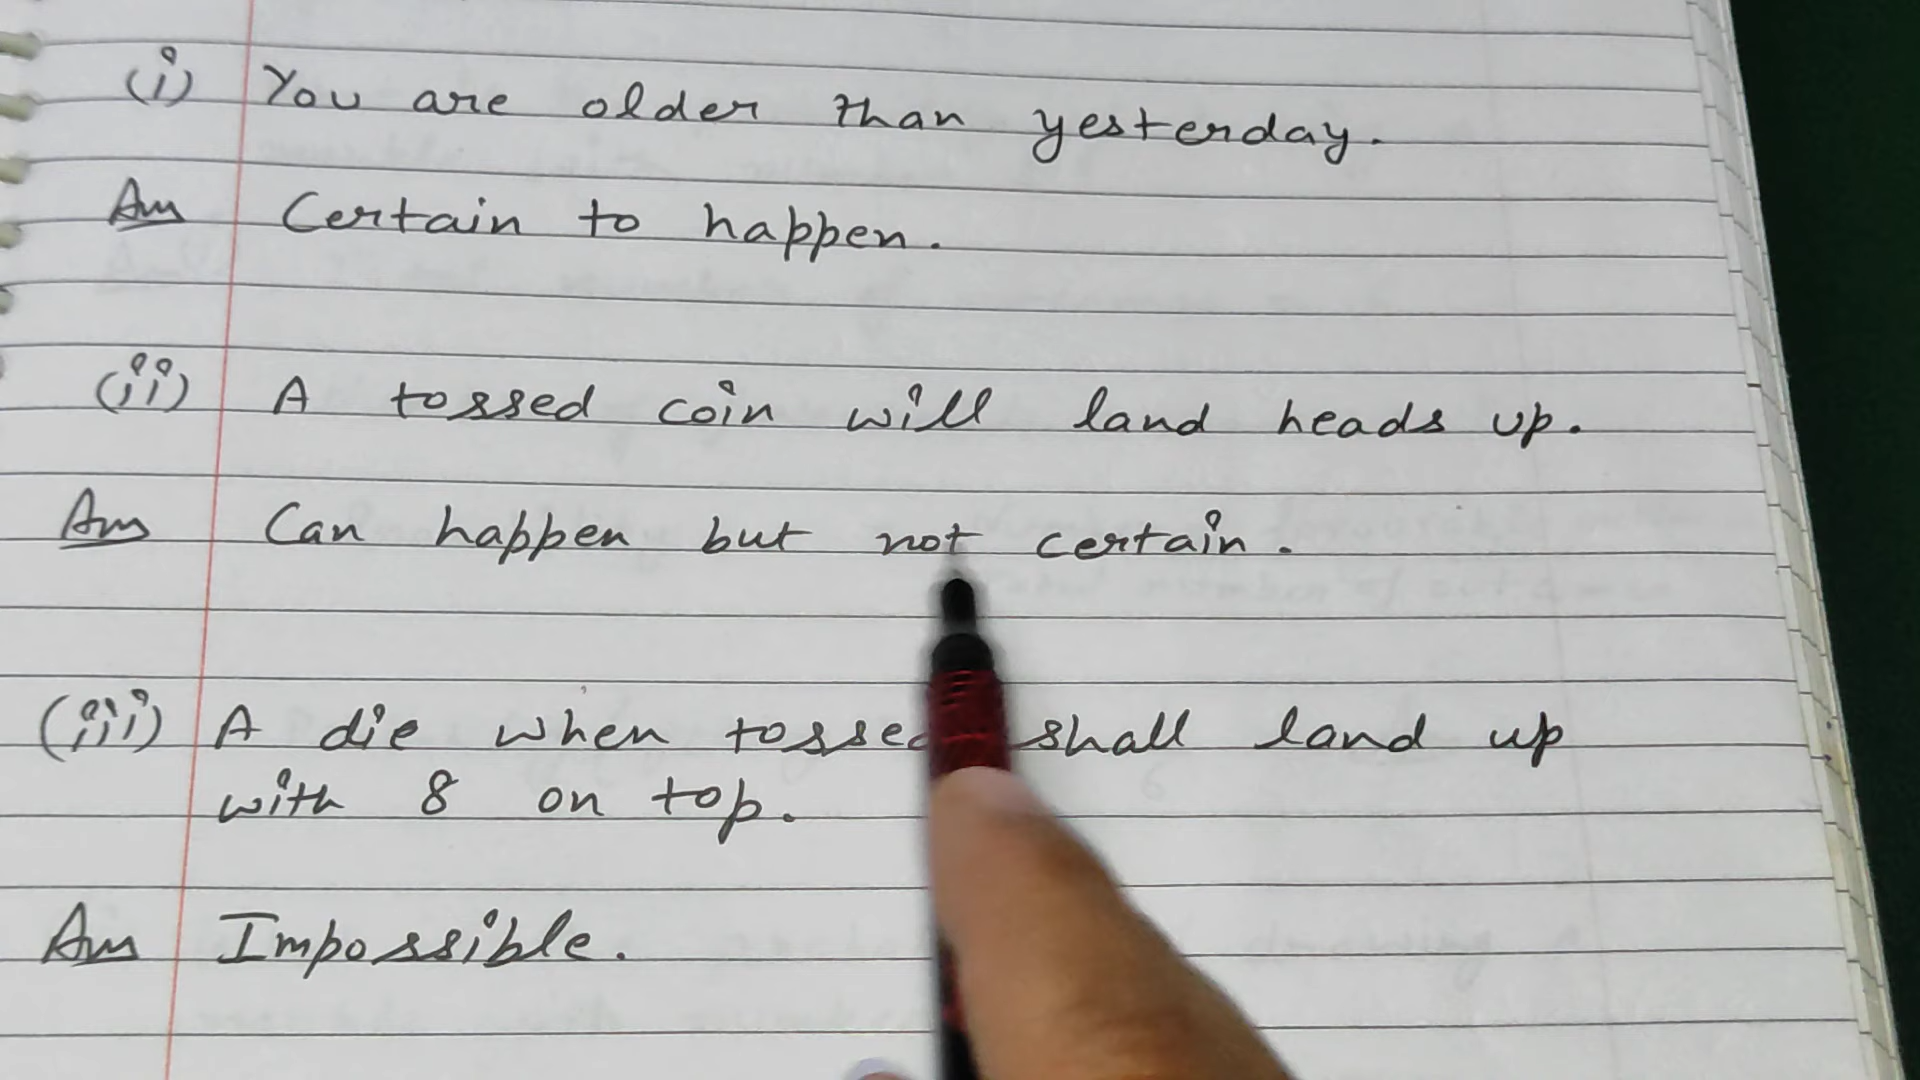 (i) You are older than yesterday.
Ans Certain to happen.
(ii) A tossed coin will land heads up.
Ans Can happen but not certain.
(iii) A die when tossed shall land up
with 8 on top.
Ans Impossible.